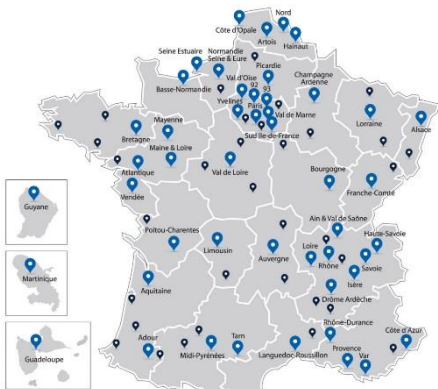 Nord
Côte d'Opale
Artois
Hainaut
Seine Estuaire
Normandie
Seine & Eure
Picardie
Basse-Normandie
Val d'Oise
92
93
Champagne
Ardenne
Yvelines
Paris
Val de Marne
Sud Ile de France
Lorraine
Alsace
Mayenne
Bretagne
Maine & Loire
Atlantique
Vendée
Val de Loire
Bourgogne
Franche-Comté
Guyane
Ain & Val de Saône
Haute-Savoie
Poitou-Charentes
Limousin
Auvergne
Loire
Rhône
Savoie
Isère
Martinique
Aquitaine
Drôme Ardèche
Rhône-Durance
Côte d'Azur
Guadeloupe
Adour
Midi-Pyrénées
Tarn
Languedoc-Roussillon
Provence
Var